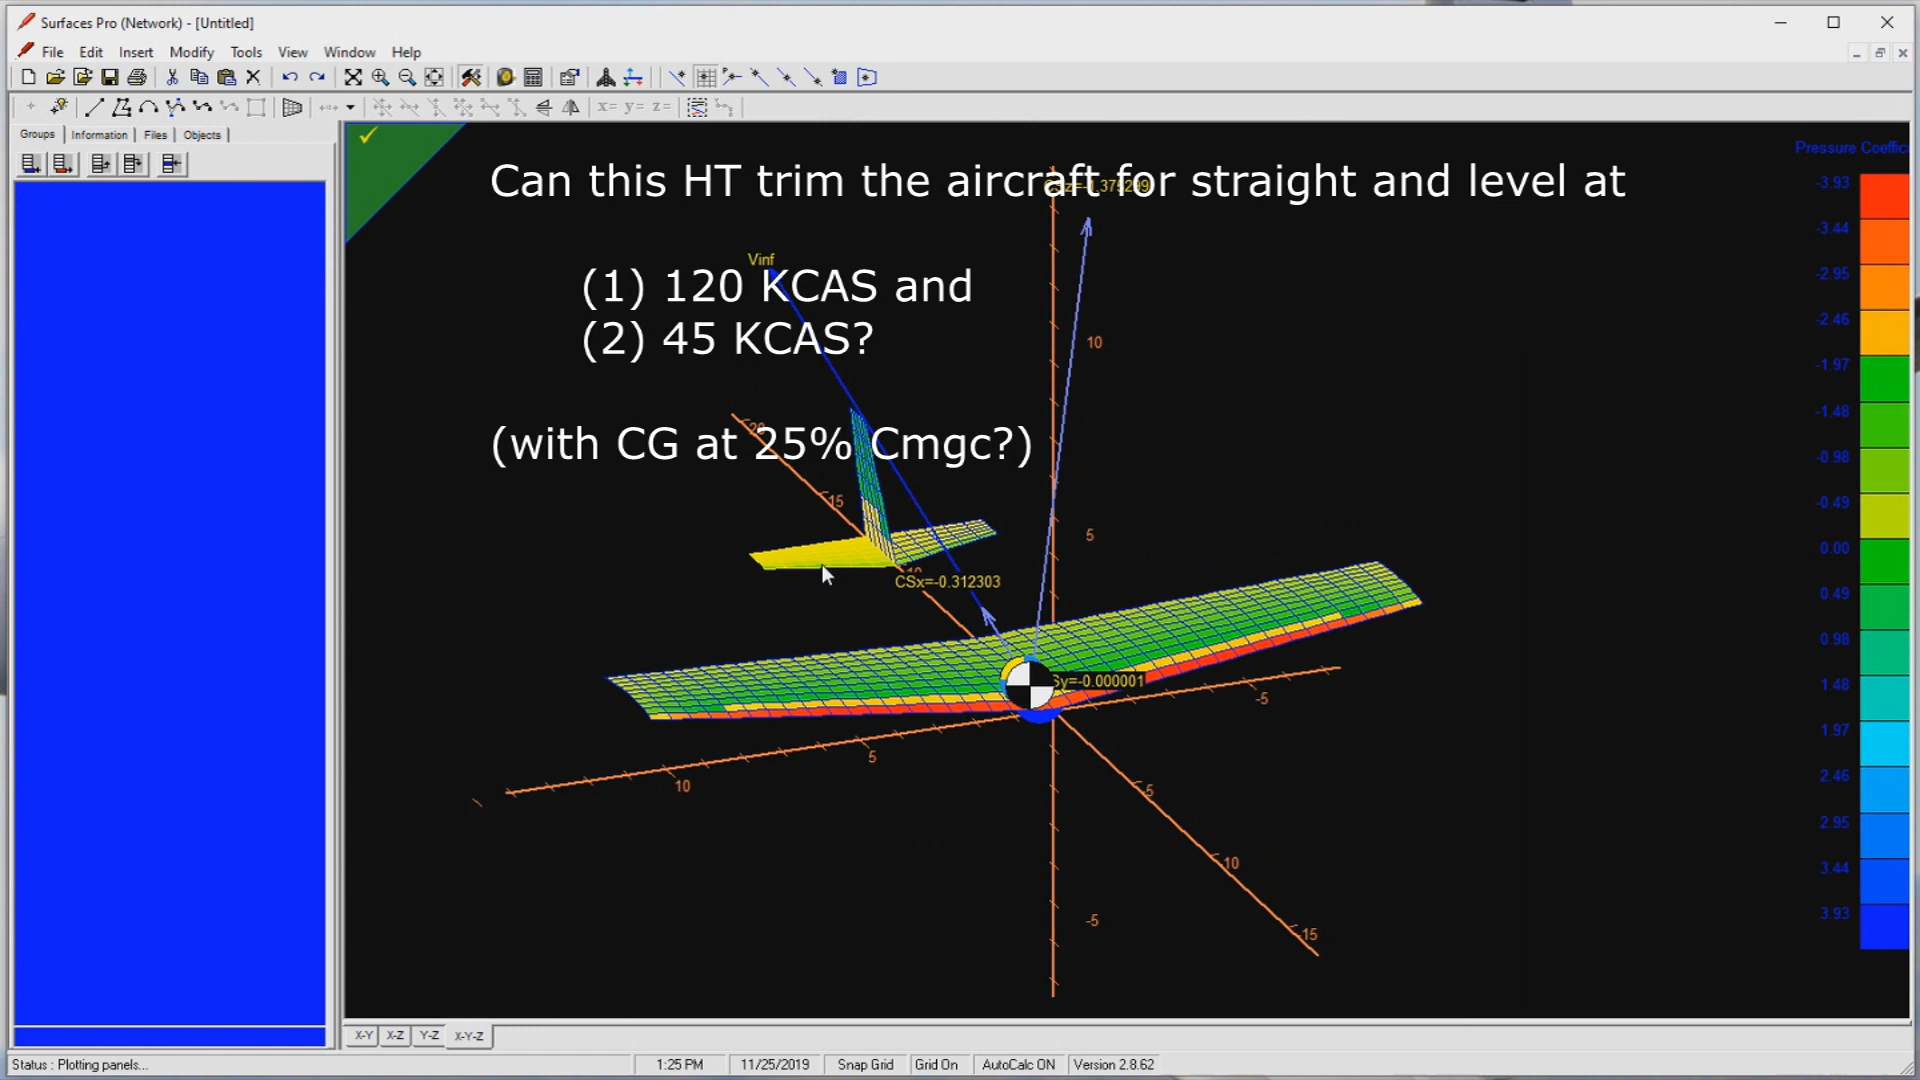 Surfaces Pro (Network) - [Untitled]
File Edit Insert Modify Tools View Window Help
x= y= z=
Groups Information Files Objects
Pressure Coeffic
Can this HT trim the aircraft for straight and level at
(1) 120 KCAS and
(2) 45 KCAS?
(with CG at 25% Cmgc?)
Vinf
CSx=-0.312303
Sy=-0.000001
20
15
10
10
5
5
10
-5
-5
-5
-10
-15
-3.93
-3.44
-2.95
-2.46
-1.97
-1.48
-0.98
-0.49
0.00
0.49
0.98
1.48
1.97
2.46
2.95
3.44
3.93
X-Y X-Z Y-Z X-Y-Z
Status : Plotting panels... 1:25 PM 11/25/2019 Snap Grid Grid On AutoCalc ON Version 2.8.62